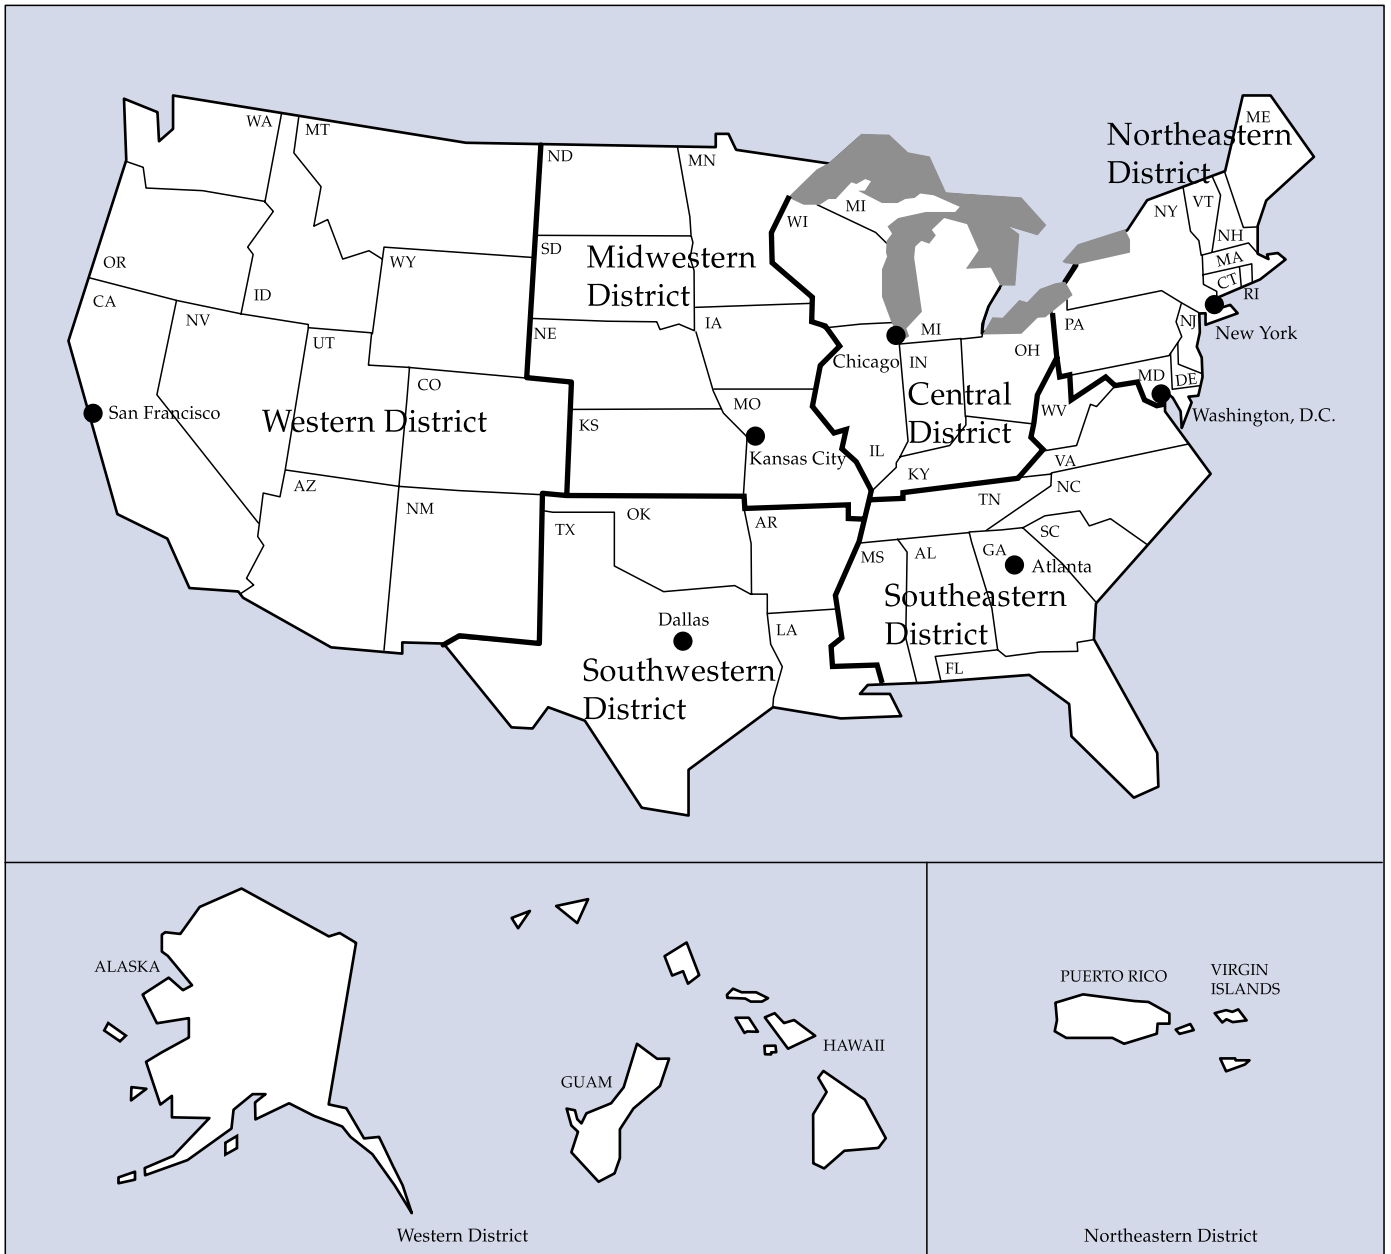 ME
Northeastern
District
WA
MT
ND
MN
MI
WI
NY
VT
NH
MA
CT
RI
OR
CA
ID
NV
WY
SD
Midwestern
District
NE
IA
UT
CO
MI
PA
NJ
New York
Chicago
IN
OH
MD
DE
Central
District
WV
Washington, D.C.
San Francisco
Western District
KS
MO
Kansas City
IL
KY
VA
AZ
NM
TX
OK
AR
TN
NC
SC
MS
AL
GA
Atlanta
Southeastern
District
Dallas
LA
Southwestern
District
FL
ALASKA
GUAM
HAWAII
Western District
PUERTO RICO
VIRGIN
ISLANDS
Northeastern District